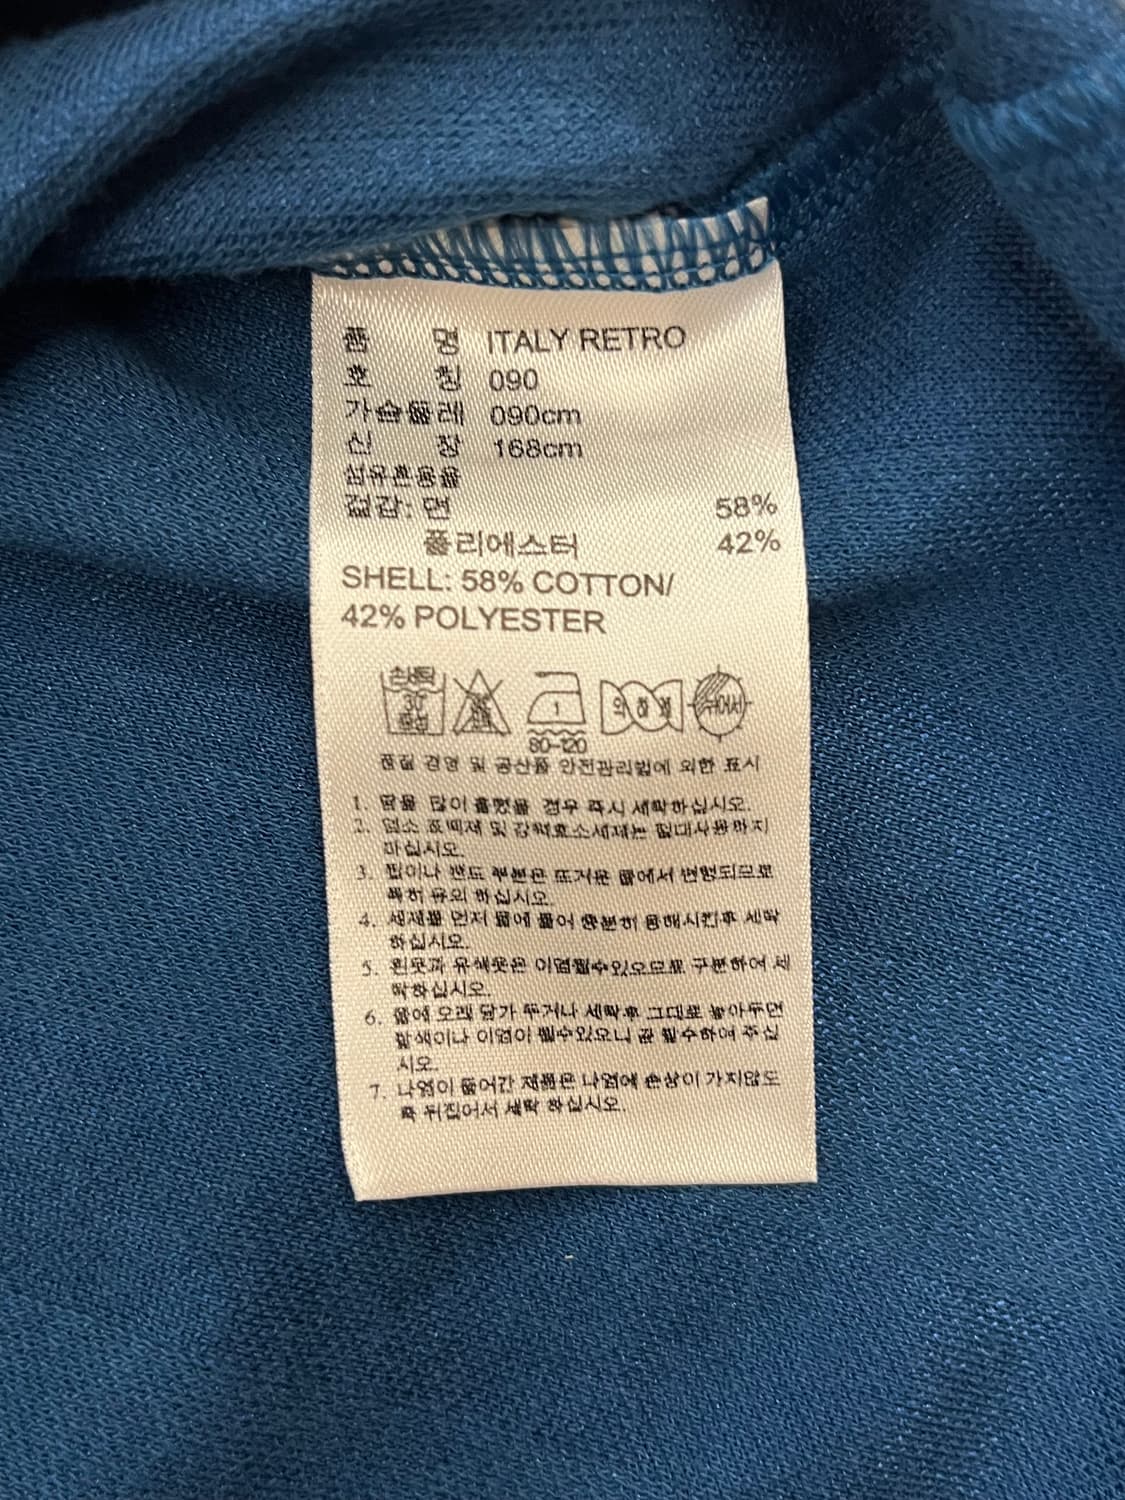 품 명 ITALY RETRO
호 칭 090
가슴둘레 090cm
신 장 168cm
섬유혼용율
겉감: 면 58%
폴리에스터 42%
SHELL: 58% COTTON/
42% POLYESTER
손세탁
30°
중성
1
80-120
약하게
뉘어서
품질 경영 및 공산품 안전관리법에 의한 표시
1. 땀을 많이 흘렸을 경우 즉시 세탁하십시오.
2. 염소 표백제 및 강력효소세제는 절대사용하지
마십시오.
3. 립이나 밴드 부분은 뜨거운 물에서 변형되므로
특히 유의 하십시오.
4. 세제를 먼저 물에 풀어 충분히 용해시킨후 세탁
하십시오.
5. 흰옷과 유색옷은 이염될수있으므로 구분하여 세
탁하십시오.
6. 물에 오래 담가 두거나 세탁후 그대로 놓아두면
탈색이나 이염이 될수있으니 꼭 필수하여 주십
시오.
7. 나염이 들어간 제품은 나염에 손상이 가지않도
록 뒤집어서 세탁 하십시오.